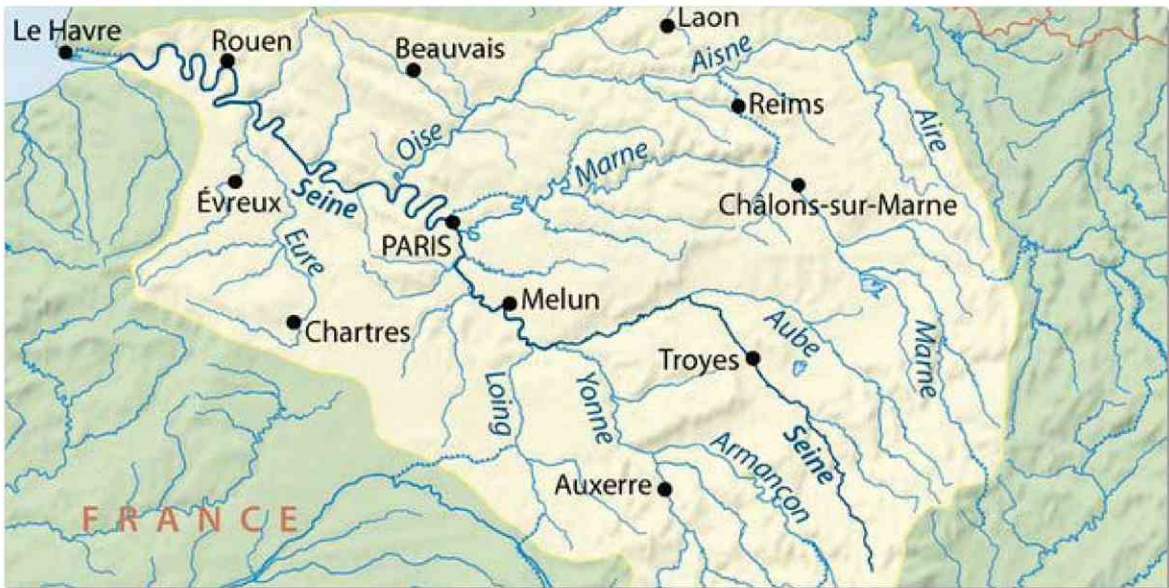 Le Havre
Rouen
Beauvais
Laon
Aisne
Reims
Aire
Oise
Marne
Évreux
Seine
Châlons-sur-Marne
PARIS
Eure
Melun
Chartres
Aube
Troyes
Marne
Loing
Yonne
Seine
Armançon
Auxerre
FRANCE